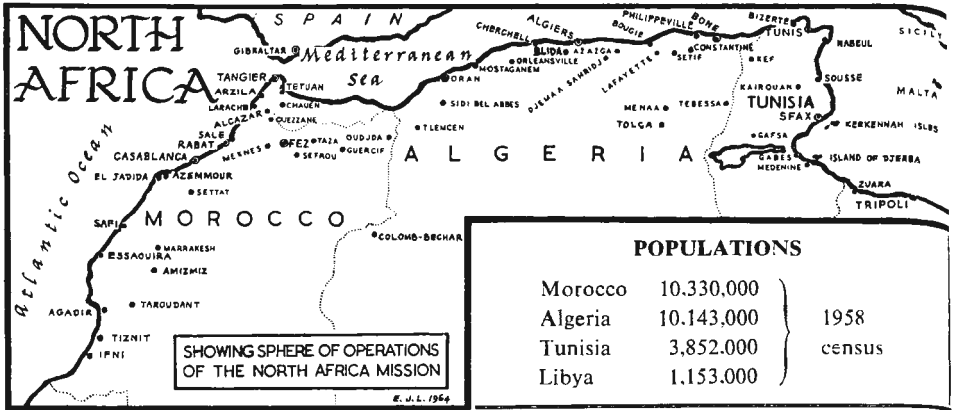 NORTH
AFRICA
SPAIN
GIBRALTAR
Mediterranean
Sea
CHERCHELL
ALGIERS
BOUGIE
PHILIPPEVILLE
BONE
BIZERTE
TUNIS
SICILY
NABEUL
BLIDA
AZAZGA
CONSTANTINE
ORLEANSVILLE
SETIF
KEF
MOSTAGANEM
ORAN
DJEMAA SAHRIDJ
LAFAYETTE
SOUSSE
MALTA
TANGIER
TETUAN
ARZILA
LARACHE
CHAUEN
ALCAZAR
OUEZZANE
SIDI BEL ABBES
MENAA
TEBESSA
KAIROUAN
TUNISIA
SFAX
SALE
RABAT
TLEMCEN
TOLGA
KERKENNAH ISLES
GAFSA
MEKNES
FEZ
TAZA
OUDJDA
SEFROU
GUERCIF
CASABLANCA
ALGERIA
GABES
MEDENINE
ISLAND OF DJERBA
EL JADIDA
AZEMMOUR
SETTAT
ZUARA
TRIPOLI
Atlantic Ocean
SAFI
MOROCCO
COLOMB-BECHAR
MARRAKESH
ESSAOUIRA
AMIZMIZ
AGADIR
TAROUDANT
TIZNIT
IFNI
SHOWING SPHERE OF OPERATIONS
OF THE NORTH AFRICA MISSION
E.J.L. 1964
POPULATIONS
Morocco 10.330,000
Algeria 10.143,000 1958
Tunisia 3,852.000 census
Libya 1,153.000